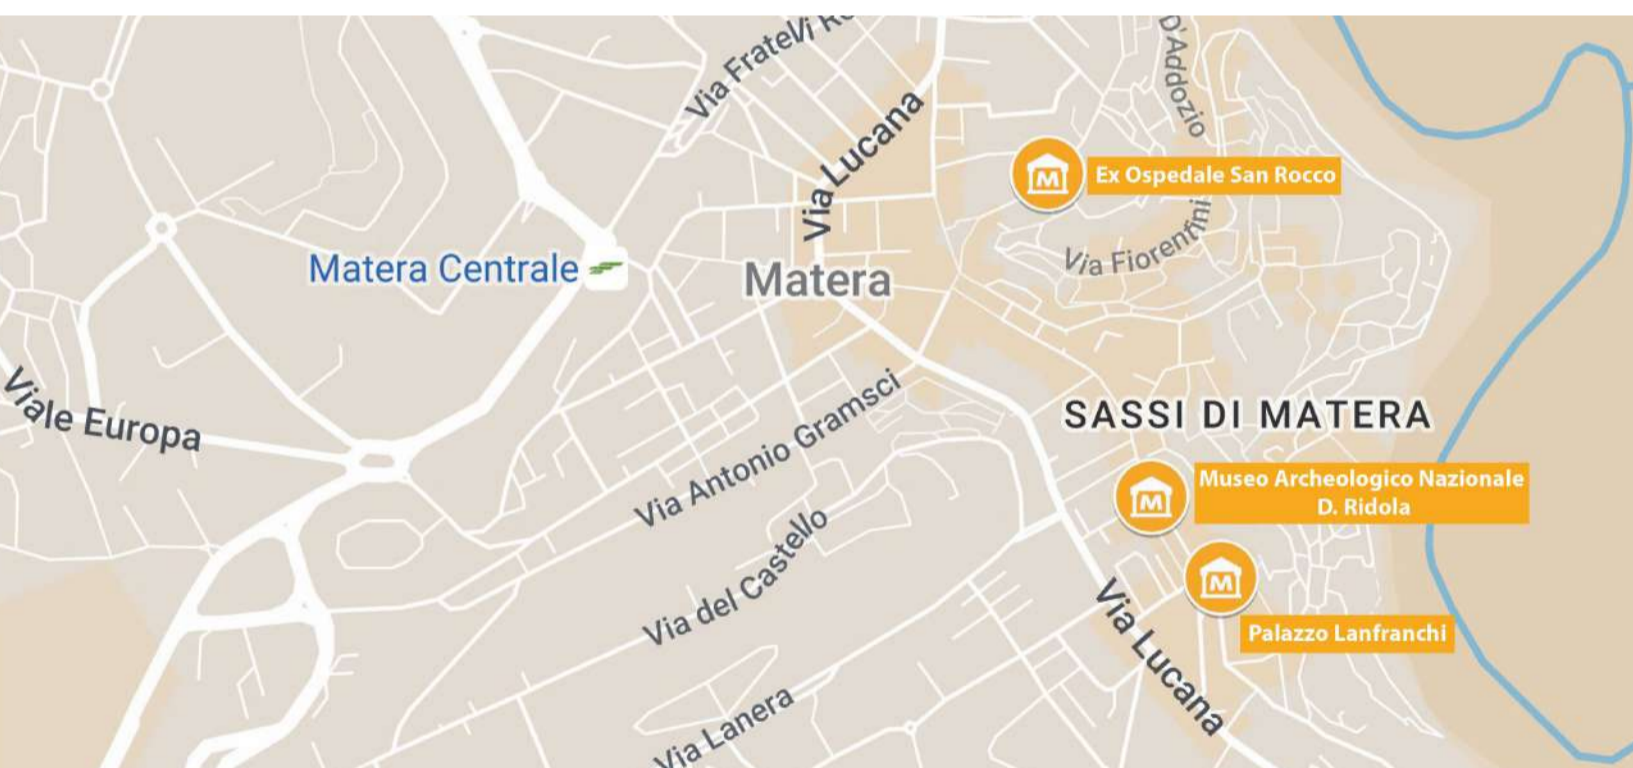 Via Fratelli
Via Lucana
D'Addozio
M
Ex Ospedale San Rocco
Via Fiorentini
Matera Centrale
Matera
Viale Europa
Via Antonio Gramsci
SASSI DI MATERA
M
Museo Archeologico Nazionale
D. Ridola
Via del Castello
M
Palazzo Lanfranchi
Via Lucana
Via Lanera